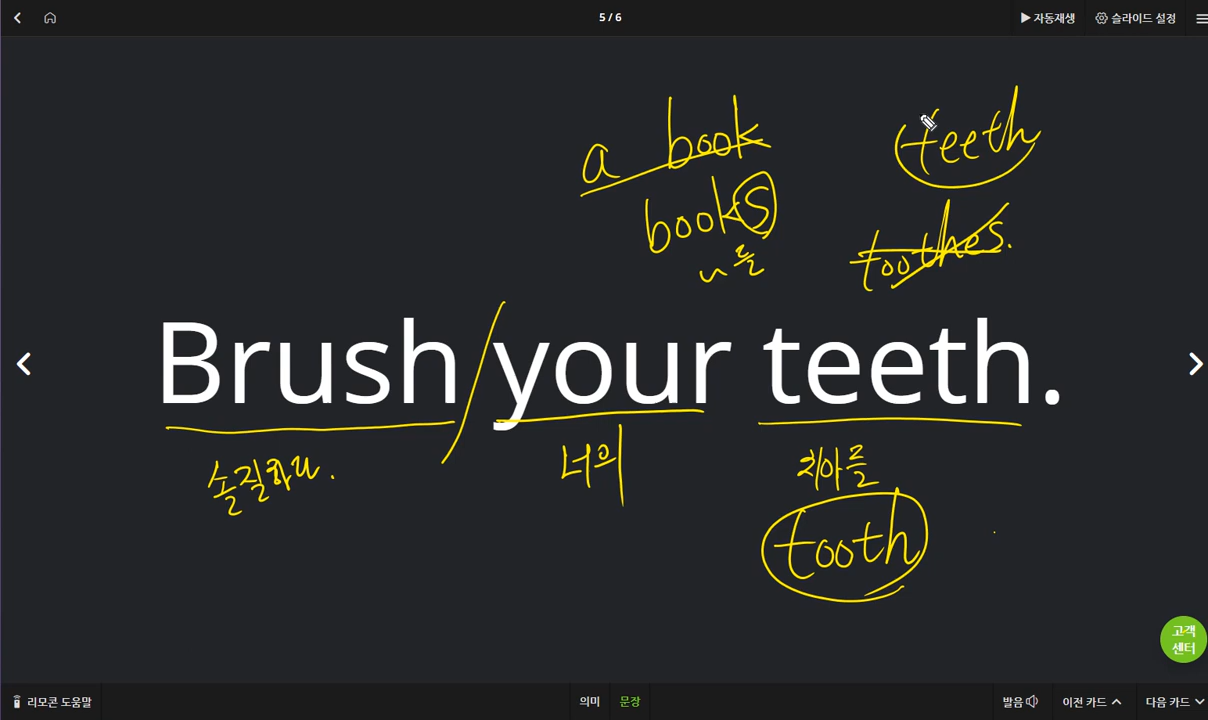 5 / 6
자동재생
슬라이드 설정
a book
books
들
teeth
toothes.
Brush your teeth.
솔질하라.
너의
치아를
tooth
고객
센터
리모콘 도움말
의미
문장
발음
이전 카드
다음 카드